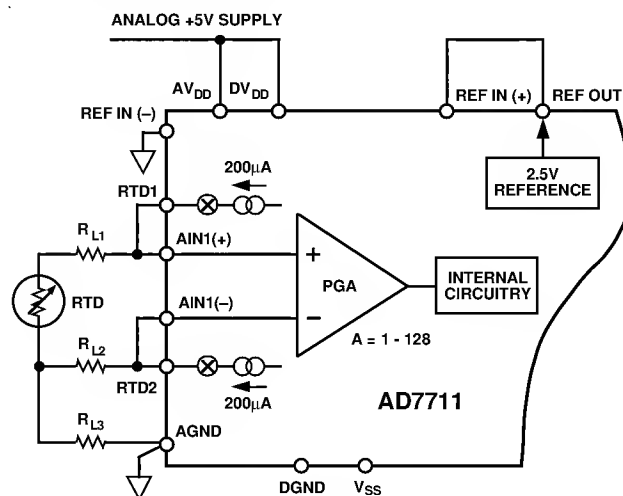 ANALOG +5V SUPPLY
AVDD DVDD
REF IN (–)
REF IN (+) REF OUT
2.5V
REFERENCE
RTD1
200µA
RL1
AIN1(+)
RTD
AIN1(–)
+
–
PGA
INTERNAL
CIRCUITRY
A = 1 - 128
RL2
RTD2
200µA
AD7711
RL3
AGND
DGND VSS